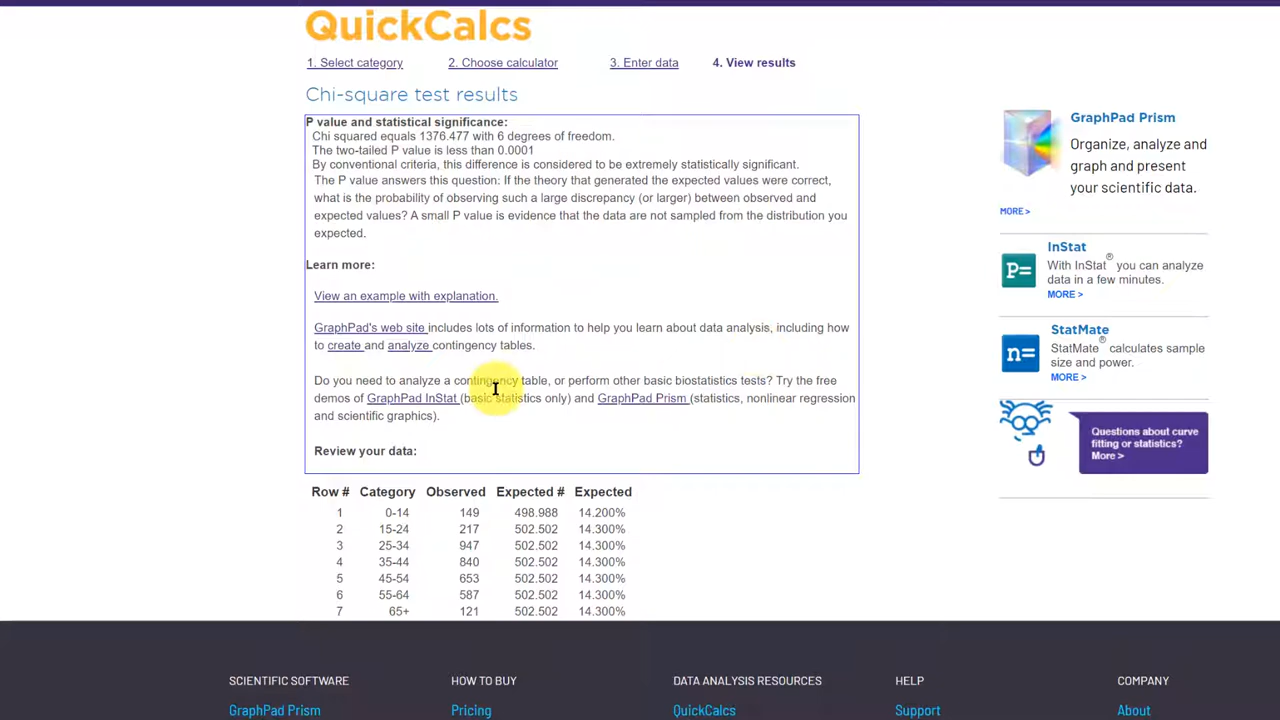 QuickCalcs
1. Select category 2. Choose calculator 3. Enter data 4. View results
Chi-square test results
P value and statistical significance:
Chi squared equals 1376.477 with 6 degrees of freedom.
The two-tailed P value is less than 0.0001
By conventional criteria, this difference is considered to be extremely statistically significant.
The P value answers this question: If the theory that generated the expected values were correct,
what is the probability of observing such a large discrepancy (or larger) between observed and
expected values? A small P value is evidence that the data are not sampled from the distribution you
expected.
Learn more:
View an example with explanation.
GraphPad's web site includes lots of information to help you learn about data analysis, including how
to create and analyze contingency tables.
Do you need to analyze a contingency table, or perform other basic biostatistics tests? Try the free
demos of GraphPad InStat (basic statistics only) and GraphPad Prism (statistics, nonlinear regression
and scientific graphics).
Review your data:
Row # Category Observed Expected # Expected
1 0-14 149 498.988 14.200%
2 15-24 217 502.502 14.300%
3 25-34 947 502.502 14.300%
4 35-44 840 502.502 14.300%
5 45-54 653 502.502 14.300%
6 55-64 587 502.502 14.300%
7 65+ 121 502.502 14.300%
GraphPad Prism
Organize, analyze and
graph and present
your scientific data.
MORE >
P=
InStat
With InStat® you can analyze
data in a few minutes.
MORE >
n=
StatMate
StatMate® calculates sample
size and power.
MORE >
Questions about curve
fitting or statistics?
More >
SCIENTIFIC SOFTWARE HOW TO BUY DATA ANALYSIS RESOURCES HELP COMPANY
GraphPad Prism Pricing QuickCalcs Support About